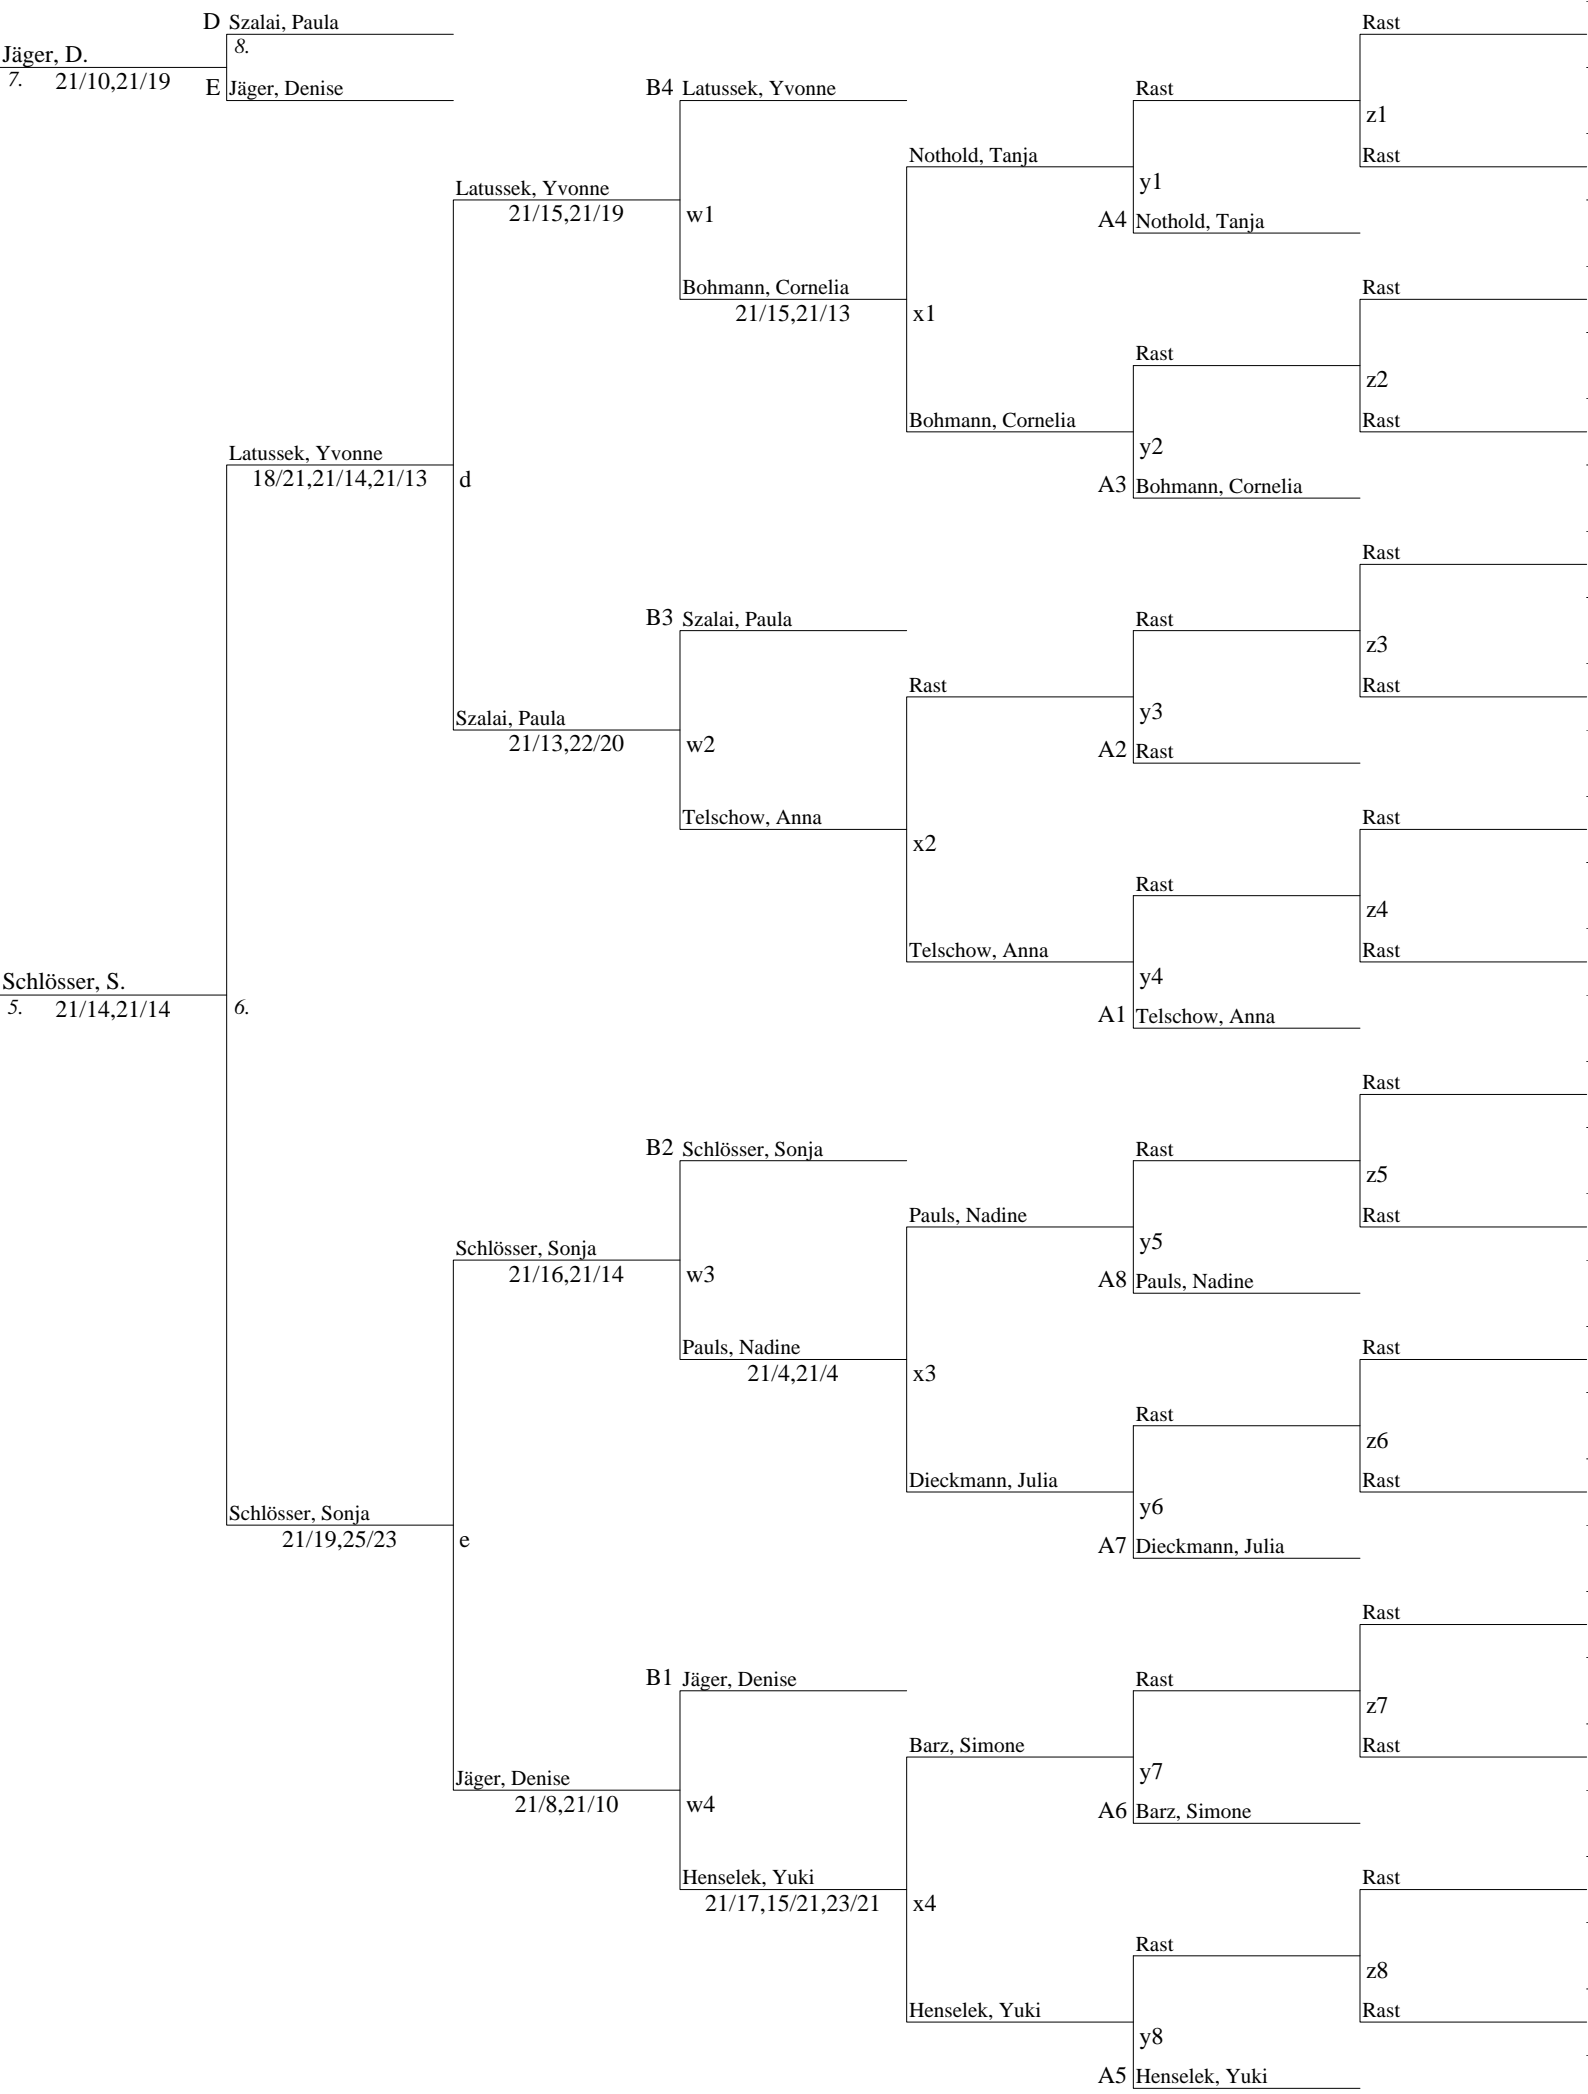 D Szalai, Paula
Rast
Jäger, D.
8.
7. 21/10,21/19
E Jäger, Denise
B4 Latussek, Yvonne
Rast
z1
Nothold, Tanja
Rast
Latussek, Yvonne
y1
21/15,21/19
w1
A4 Nothold, Tanja
Bohmann, Cornelia
Rast
21/15,21/13
x1
Rast
z2
Bohmann, Cornelia
Rast
Latussek, Yvonne
y2
18/21,21/14,21/13
d
A3 Bohmann, Cornelia
Rast
B3 Szalai, Paula
Rast
z3
Rast
Rast
Szalai, Paula
y3
21/13,22/20
w2
A2 Rast
Telschow, Anna
Rast
x2
Rast
z4
Telschow, Anna
Rast
Schlösser, S.
y4
5. 21/14,21/14
6.
A1 Telschow, Anna
Rast
B2 Schlösser, Sonja
Rast
z5
Pauls, Nadine
Rast
Schlösser, Sonja
y5
21/16,21/14
w3
A8 Pauls, Nadine
Pauls, Nadine
Rast
21/4,21/4
x3
Rast
z6
Dieckmann, Julia
Rast
Schlösser, Sonja
y6
21/19,25/23
e
A7 Dieckmann, Julia
Rast
B1 Jäger, Denise
Rast
z7
Barz, Simone
Rast
Jäger, Denise
y7
21/8,21/10
w4
A6 Barz, Simone
Henselek, Yuki
Rast
21/17,15/21,23/21
x4
Rast
z8
Henselek, Yuki
Rast
y8
A5 Henselek, Yuki